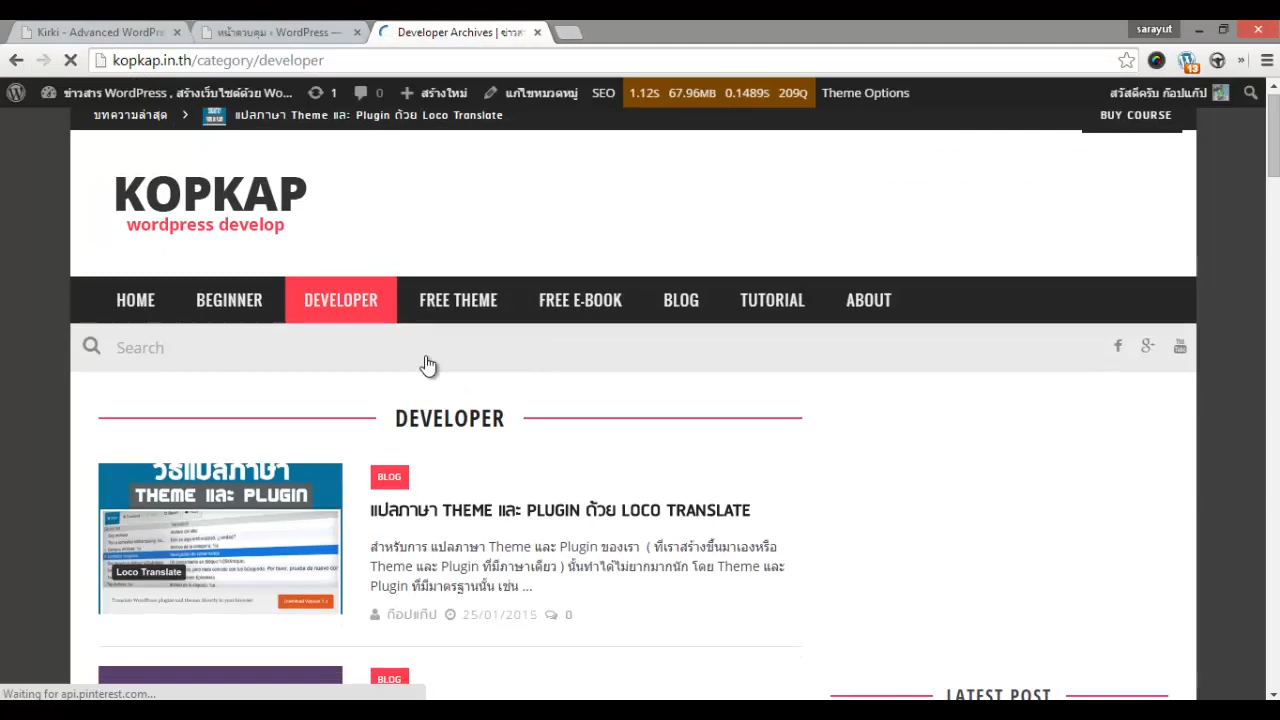 Kirki - Advanced WordPre
หน้าควบคุม ‹ WordPress —
Developer Archives | ข่าวส
sarayut
kopkap.in.th/category/developer
13
ข่าวสาร WordPress , สร้างเว็บไซต์ด้วย Wo...
1
0
สร้างใหม่
แก้ไขหมวดหมู่
SEO
1.12S 67.96MB 0.1489S 209Q
Theme Options
สวัสดีครับ ก๊อปแก๊ป
บทความล่าสุด
แปลภาษา Theme และ Plugin ด้วย Loco Translate
BUY COURSE
KOPKAP
wordpress develop
HOME
BEGINNER
DEVELOPER
FREE THEME
FREE E-BOOK
BLOG
TUTORIAL
ABOUT
Search
DEVELOPER
วิธีแปลภาษา
THEME และ PLUGIN
Loco Translate
BLOG
แปลภาษา THEME และ PLUGIN ด้วย LOCO TRANSLATE
สำหรับการ แปลภาษา Theme และ Plugin ของเรา ( ที่เราสร้างขึ้นมาเองหรือ
Theme และ Plugin ที่มีภาษาเดียว ) นั้นทำได้ไม่ยากมากนัก โดย Theme และ
Plugin ที่มีมาตรฐานนั้น เช่น ...
ก๊อปแก๊ป 25/01/2015 0
BLOG
LATEST POST
Waiting for api.pinterest.com...